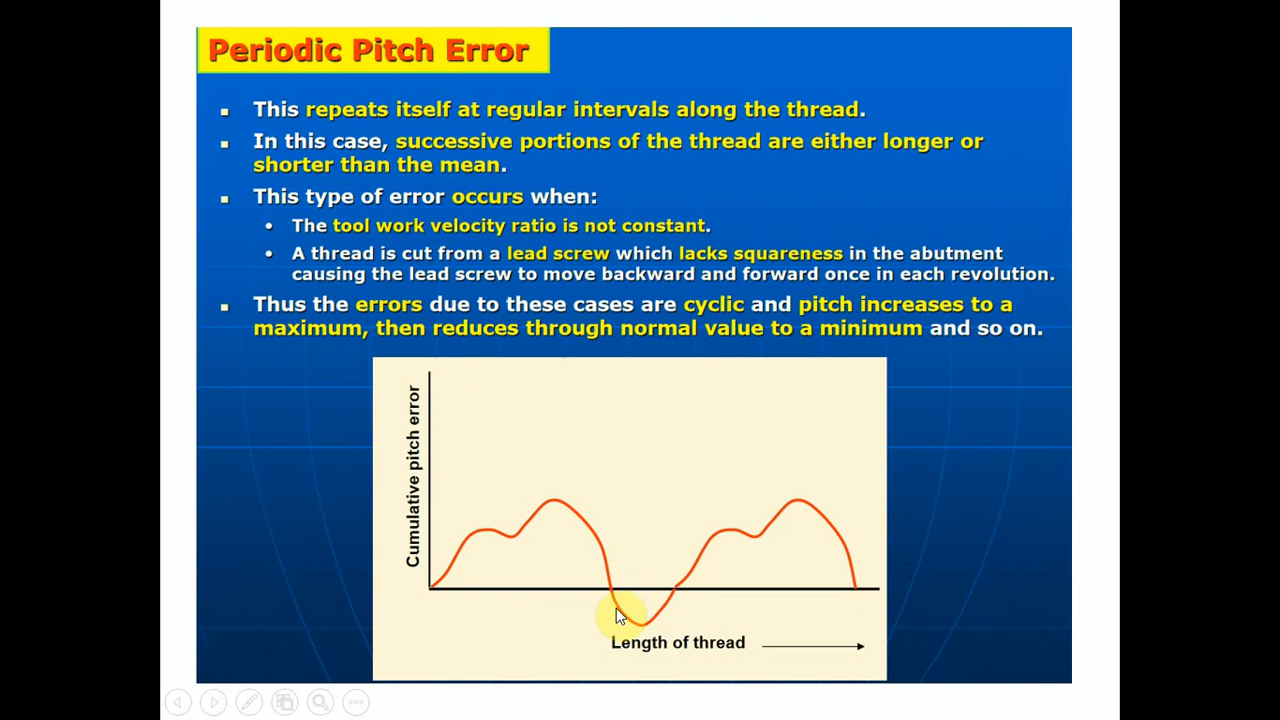 Periodic Pitch Error
This repeats itself at regular intervals along the thread.
In this case, successive portions of the thread are either longer or
shorter than the mean.
This type of error occurs when:
The tool work velocity ratio is not constant.
A thread is cut from a lead screw which lacks squareness in the abutment
causing the lead screw to move backward and forward once in each revolution.
Thus the errors due to these cases are cyclic and pitch increases to a
maximum, then reduces through normal value to a minimum and so on.
Cumulative pitch error
Length of thread